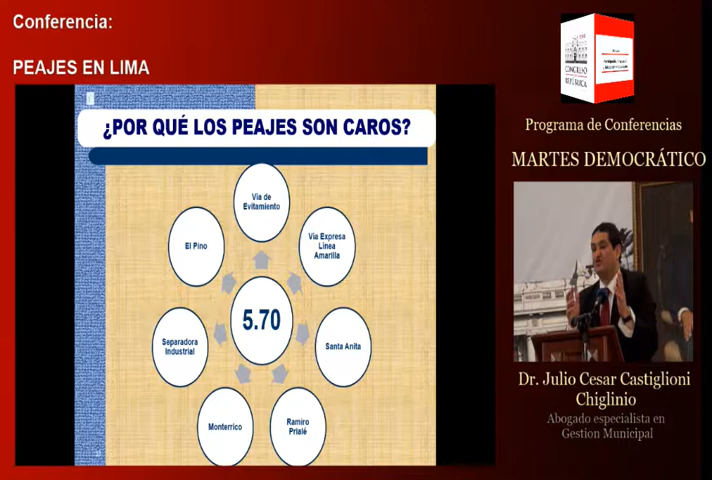 Conferencia:
PEAJES EN LIMA
¿POR QUÉ LOS PEAJES SON CAROS?
Vía de
Evitamiento
Vía Expresa
Línea
Amarilla
Santa Anita
Ramiro
Prialé
Monterrico
Separadora
Industrial
El Pino
5.70
CONGRESO
REPÚBLICA
Programa de Conferencias
MARTES DEMOCRÁTICO
Dr. Julio Cesar Castiglioni
Chiglinio
Abogado especialista en
Gestion Municipal